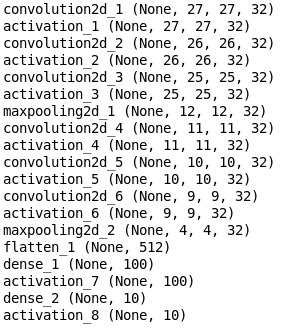 convolution2d_1 (None, 27, 27, 32)
activation_1 (None, 27, 27, 32)
convolution2d_2 (None, 26, 26, 32)
activation_2 (None, 26, 26, 32)
convolution2d_3 (None, 25, 25, 32)
activation_3 (None, 25, 25, 32)
maxpooling2d_1 (None, 12, 12, 32)
convolution2d_4 (None, 11, 11, 32)
activation_4 (None, 11, 11, 32)
convolution2d_5 (None, 10, 10, 32)
activation_5 (None, 10, 10, 32)
convolution2d_6 (None, 9, 9, 32)
activation_6 (None, 9, 9, 32)
maxpooling2d_2 (None, 4, 4, 32)
flatten_1 (None, 512)
dense_1 (None, 100)
activation_7 (None, 100)
dense_2 (None, 10)
activation_8 (None, 10)